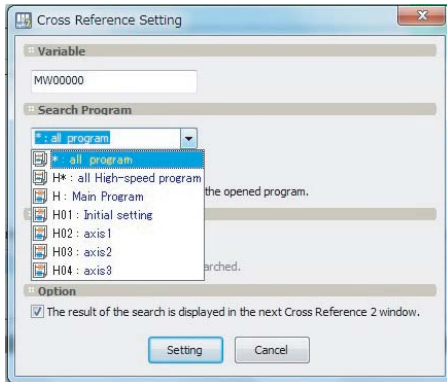 Cross Reference Setting
Variable
MW00000
Search Program
* : all program
* : all program
H* : all High-speed program
H : Main Program
the opened program.
H01 : Initial setting
H02 : axis1
H03 : axis2
H04 : axis3
arched.
Option
The result of the search is displayed in the next Cross Reference 2 window.
Setting
Cancel